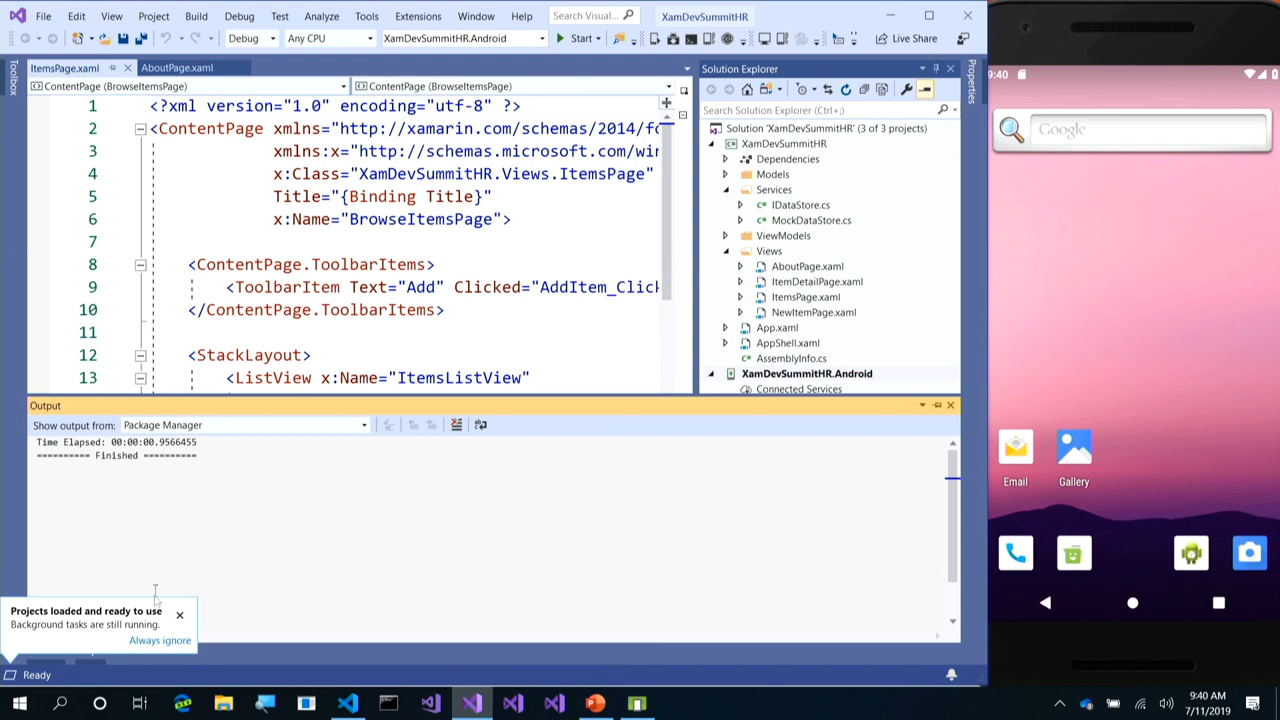 File Edit View Project Build Debug Test Analyze Tools Extensions Window Help Search Visual... XamDevSummitHR
Debug Any CPU XamDevSummitHR.Android Start Live Share
Toolbox
ItemsPage.xaml AboutPage.xaml
ContentPage (BrowseItemsPage) ContentPage (BrowseItemsPage)
1 <?xml version="1.0" encoding="utf-8" ?>
2 <ContentPage xmlns="http://xamarin.com/schemas/2014/fo
3 xmlns:x="http://schemas.microsoft.com/win
4 x:Class="XamDevSummitHR.Views.ItemsPage"
5 Title="{Binding Title}"
6 x:Name="BrowseItemsPage">
7
8 <ContentPage.ToolbarItems>
9 <ToolbarItem Text="Add" Clicked="AddItem_Click
10 </ContentPage.ToolbarItems>
11
12 <StackLayout>
13 <ListView x:Name="ItemsListView"
Solution Explorer
Search Solution Explorer (Ctrl+;)
Solution 'XamDevSummitHR' (3 of 3 projects)
XamDevSummitHR
Dependencies
Models
Services
IDataStore.cs
MockDataStore.cs
ViewModels
Views
AboutPage.xaml
ItemDetailPage.xaml
ItemsPage.xaml
NewItemPage.xaml
App.xaml
AppShell.xaml
AssemblyInfo.cs
XamDevSummitHR.Android
Connected Services
Properties
Output
Show output from: Package Manager
Time Elapsed: 00:00:00.9566455
========== Finished ==========
Projects loaded and ready to use
Background tasks are still running.
Always ignore
Ready
9:40
Google
Email Gallery
9:40 AM
7/11/2019